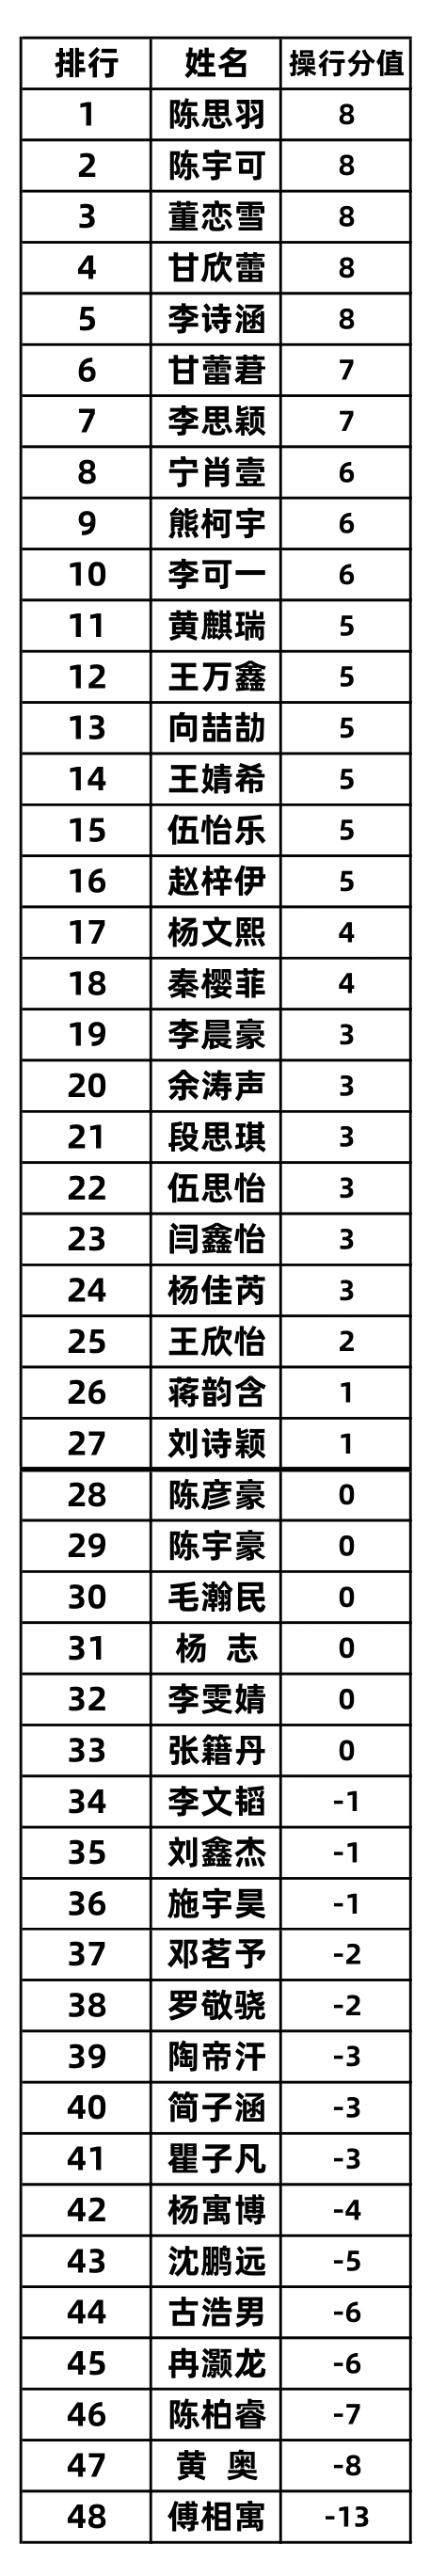 排行 姓名 操行分值
1 陈思羽 8
2 陈宇可 8
3 董恋雪 8
4 甘欣蕾 8
5 李诗涵 8
6 甘蕾君 7
7 李思颖 7
8 宁肖壹 6
9 熊柯宇 6
10 李可一 6
11 黄麒瑞 5
12 王万鑫 5
13 向喆劼 5
14 王婧希 5
15 伍怡乐 5
16 赵梓伊 5
17 杨文熙 4
18 秦樱菲 4
19 李晨豪 3
20 余涛声 3
21 段思琪 3
22 伍思怡 3
23 闫鑫怡 3
24 杨佳芮 3
25 王欣怡 2
26 蒋韵含 1
27 刘诗颖 1
28 陈彦豪 0
29 陈宇豪 0
30 毛瀚民 0
31 杨 志 0
32 李雯婧 0
33 张籍丹 0
34 李文韬 -1
35 刘鑫杰 -1
36 施宇昊 -1
37 邓茗予 -2
38 罗敬骁 -2
39 陶帝汗 -3
40 简子涵 -3
41 瞿子凡 -3
42 杨寓博 -4
43 沈鹏远 -5
44 古浩男 -6
45 冉灏龙 -6
46 陈柏睿 -7
47 黄 奥 -8
48 傅相寓 -13